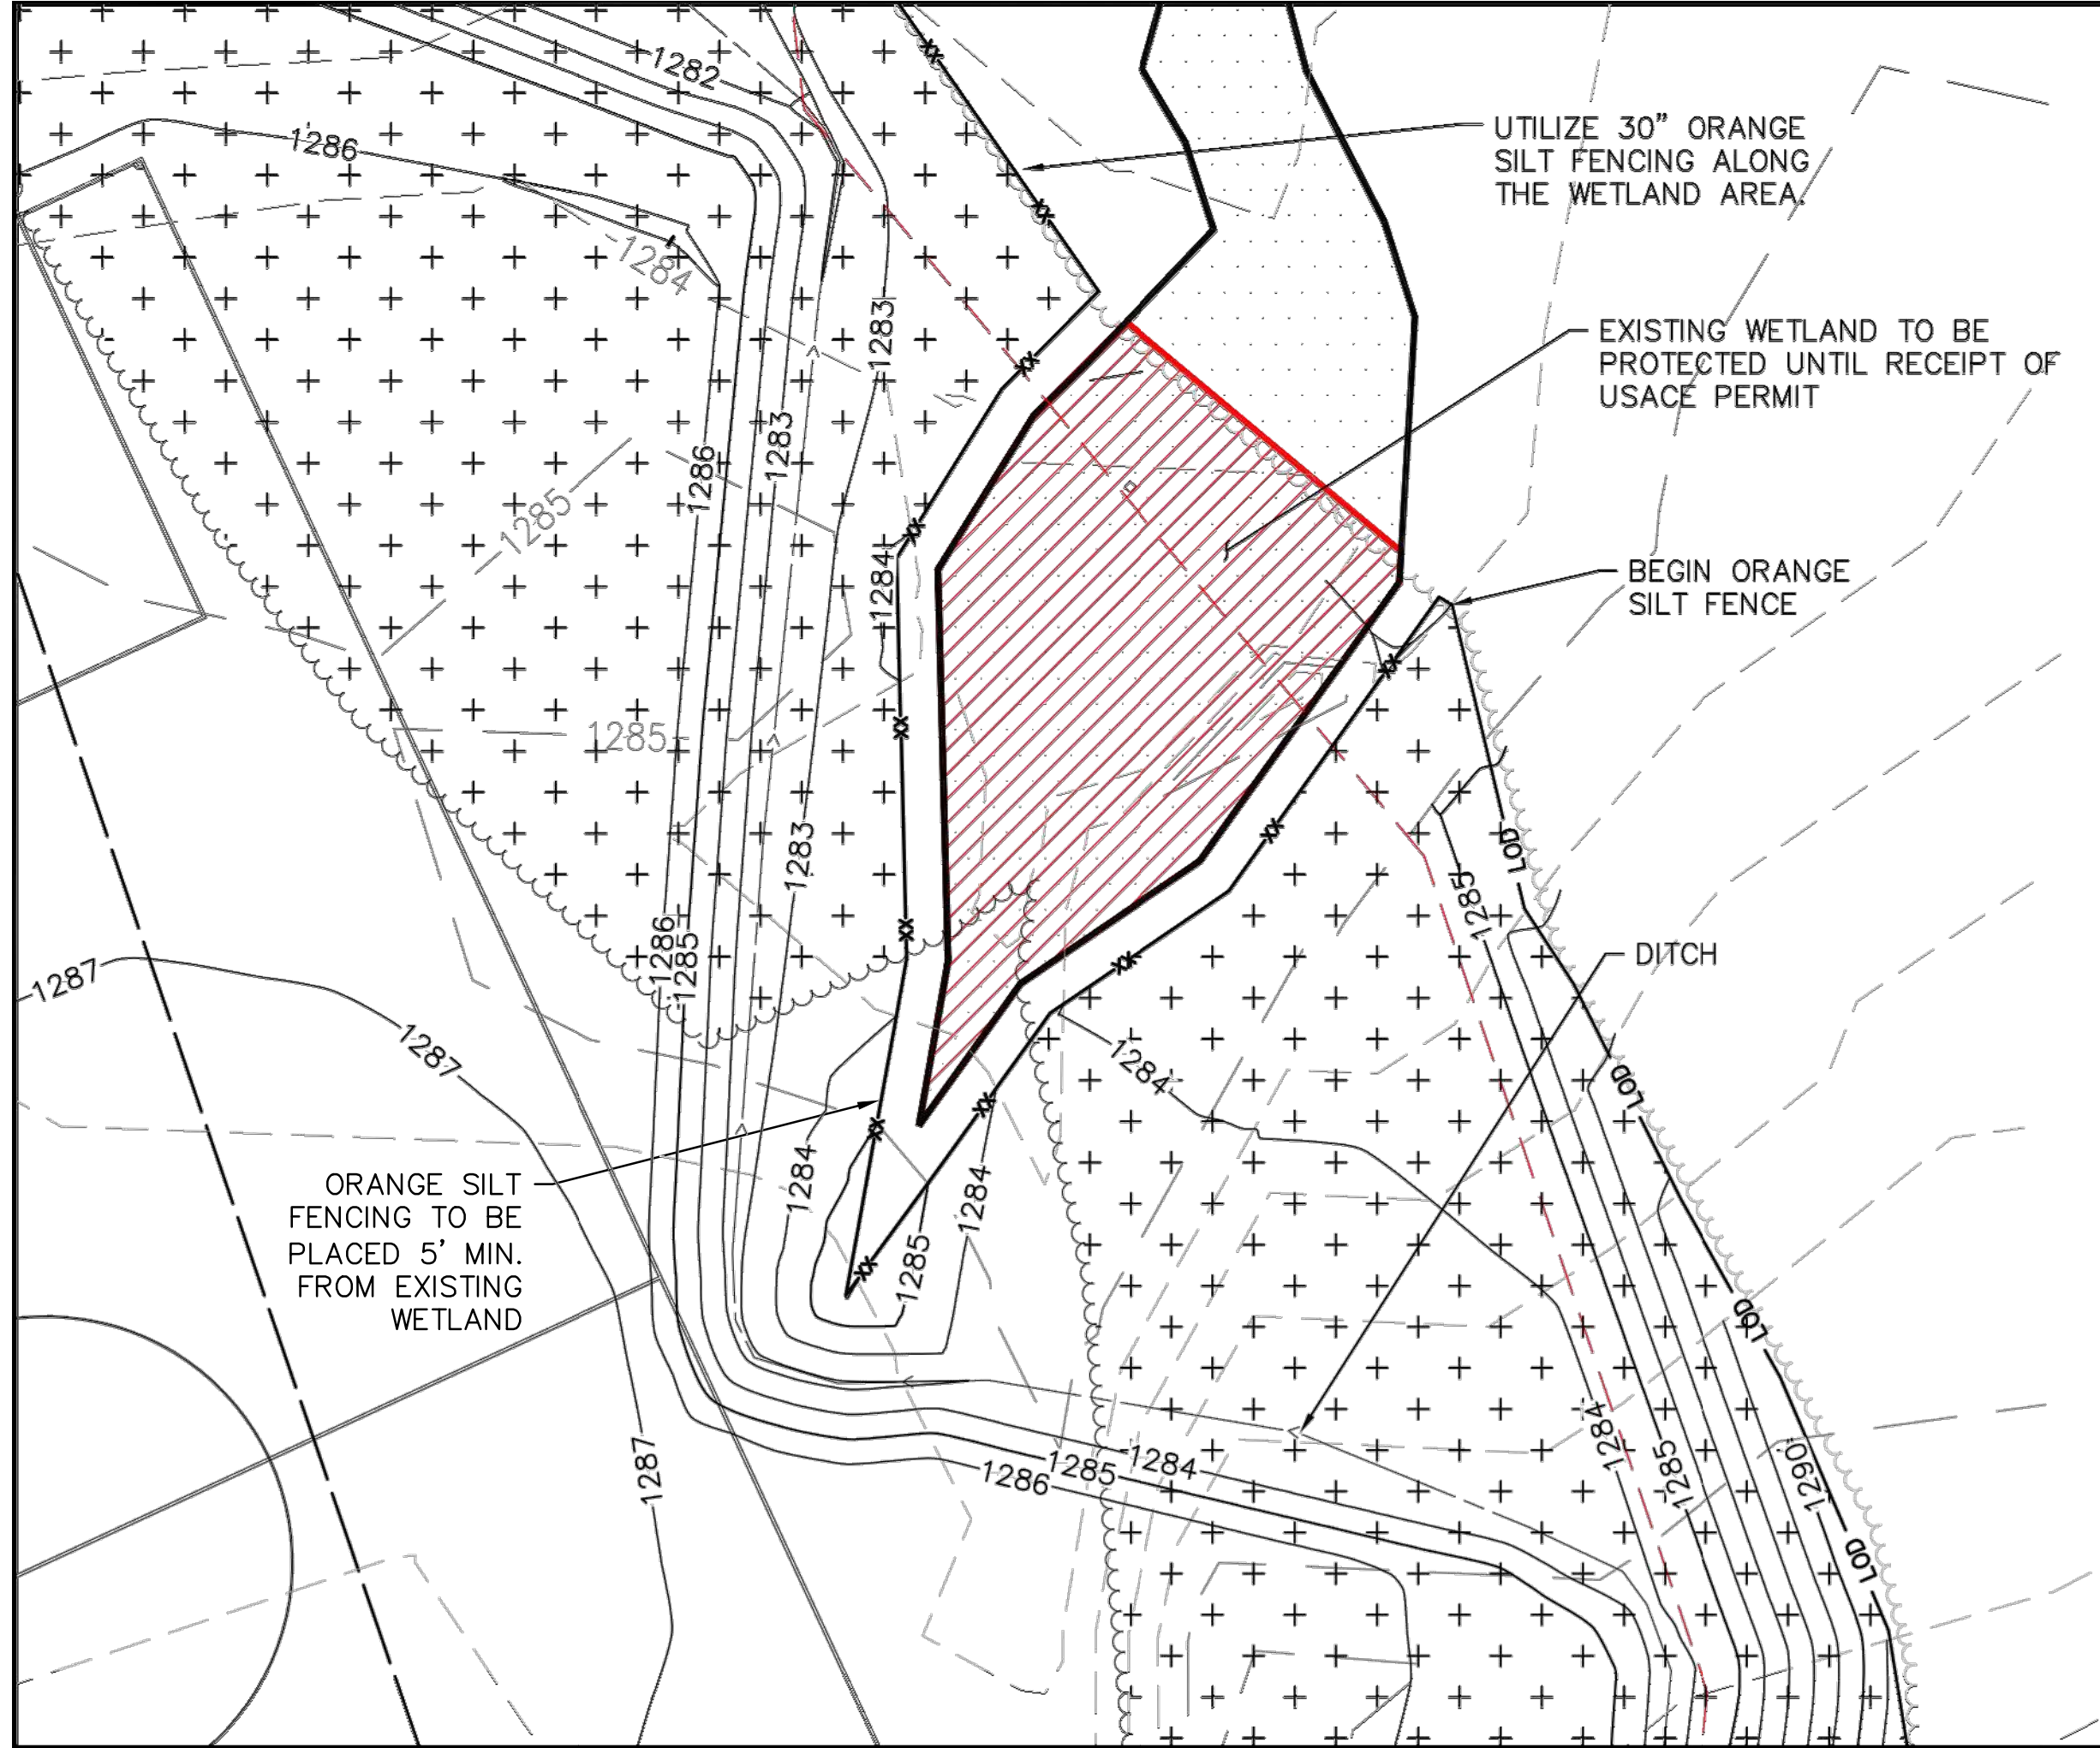 1282
1286
1284
UTILIZE 30” ORANGE
SILT FENCING ALONG
THE WETLAND AREA.
1283
EXISTING WETLAND TO BE
PROTECTED UNTIL RECEIPT OF
USACE PERMIT
1283
1286
1285
1284
BEGIN ORANGE
SILT FENCE
1285
1283
LOD
1285
1286
1285
DITCH
1287
1287
1284
LOD
ORANGE SILT
FENCING TO BE
PLACED 5’ MIN.
FROM EXISTING
WETLAND
1284
1284
1285
LOD
1284
1285
1286
1287
1284
1285
1290
LOD